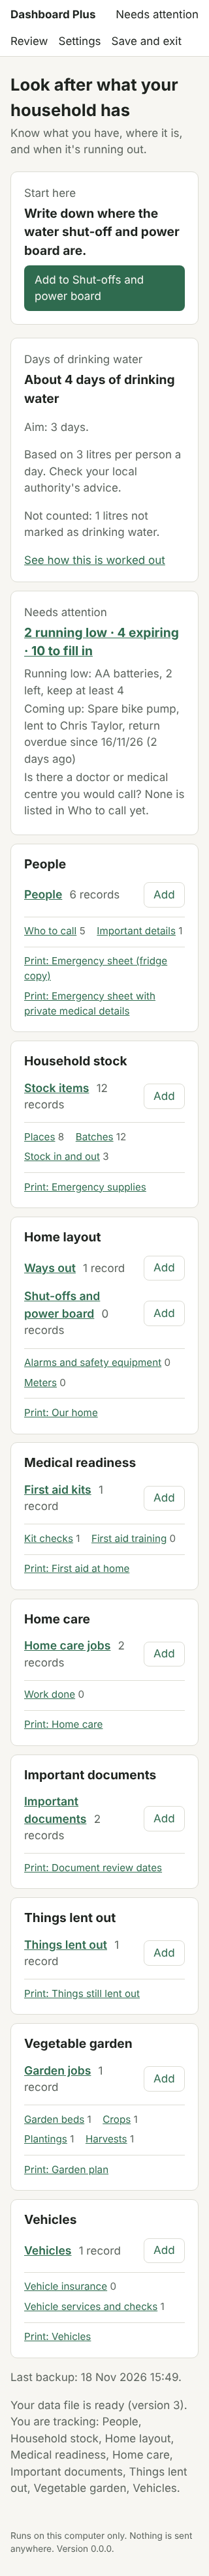 Dashboard Plus Needs attention
Review Settings Save and exit
Look after what your
household has
Know what you have, where it is,
and when it's running out.
Start here
Write down where the
water shut-off and power
board are.
Add to Shut-offs and
power board
Days of drinking water
About 4 days of drinking
water
Aim: 3 days.
Based on 3 litres per person a
day. Check your local
authority's advice.
Not counted: 1 litres not
marked as drinking water.
See how this is worked out
Needs attention
2 running low · 4 expiring
· 10 to fill in
Running low: AA batteries, 2
left, keep at least 4
Coming up: Spare bike pump,
lent to Chris Taylor, return
overdue since 16/11/26 (2
days ago)
Is there a doctor or medical
centre you would call? None is
listed in Who to call yet.
People
People 6 records Add
Who to call 5 Important details 1
Print: Emergency sheet (fridge
copy)
Print: Emergency sheet with
private medical details
Household stock
Stock items 12
records
Add
Places 8 Batches 12
Stock in and out 3
Print: Emergency supplies
Home layout
Ways out 1 record Add
Shut-offs and
power board 0
records
Add
Alarms and safety equipment 0
Meters 0
Print: Our home
Medical readiness
First aid kits 1
record
Add
Kit checks 1 First aid training 0
Print: First aid at home
Home care
Home care jobs 2
records
Add
Work done 0
Print: Home care
Important documents
Important
documents 2
records
Add
Print: Document review dates
Things lent out
Things lent out 1
record
Add
Print: Things still lent out
Vegetable garden
Garden jobs 1
record
Add
Garden beds 1 Crops 1
Plantings 1 Harvests 1
Print: Garden plan
Vehicles
Vehicles 1 record Add
Vehicle insurance 0
Vehicle services and checks 1
Print: Vehicles
Last backup: 18 Nov 2026 15:49.
Your data file is ready (version 3).
You are tracking: People,
Household stock, Home layout,
Medical readiness, Home care,
Important documents, Things lent
out, Vegetable garden, Vehicles.
Runs on this computer only. Nothing is sent
anywhere. Version 0.0.0.